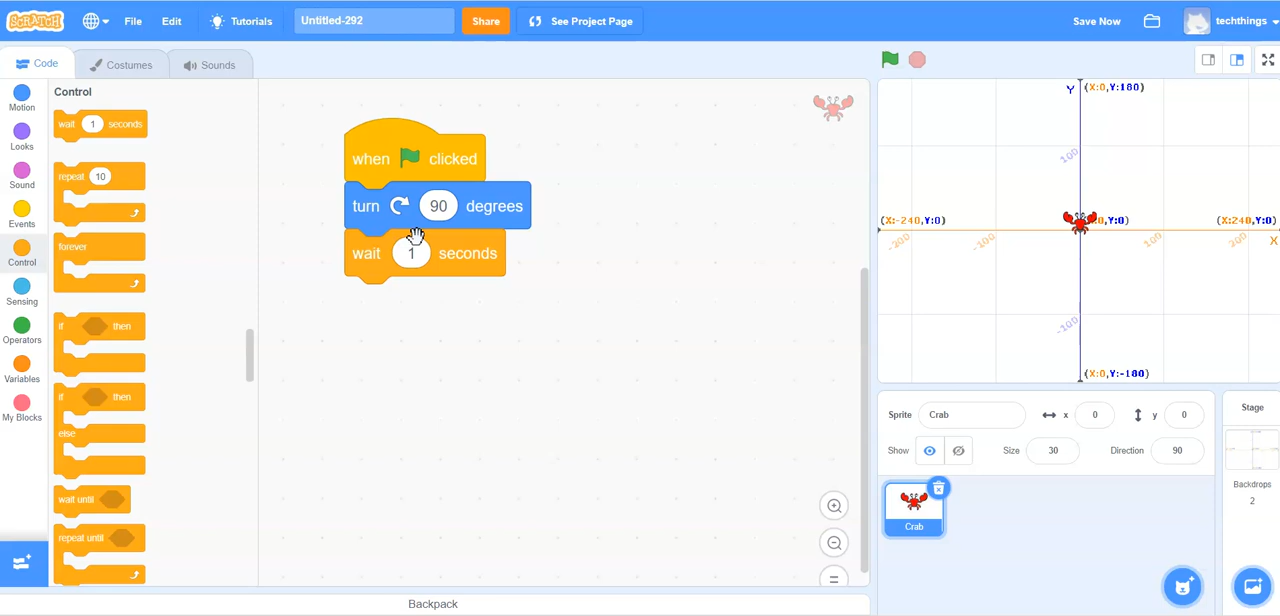 SCRATCH File Edit Tutorials Untitled-292 Share See Project Page Save Now techthings
Code Costumes Sounds
Motion
Looks
Sound
Events
Control
Sensing
Operators
Variables
My Blocks
Control
wait 1 seconds
repeat 10
forever
if then
if then
else
wait until
repeat until
when clicked
turn 90 degrees
wait 1 seconds
Backpack
Y (X:0,Y:180)
100
(X:-240,Y:0) (X:0,Y:0) (X:240,Y:0)
-200 -100 100 200 X
-100
(X:0,Y:-180)
Sprite Crab x 0 y 0
Show Size 30 Direction 90
Crab
Stage
Backdrops
2